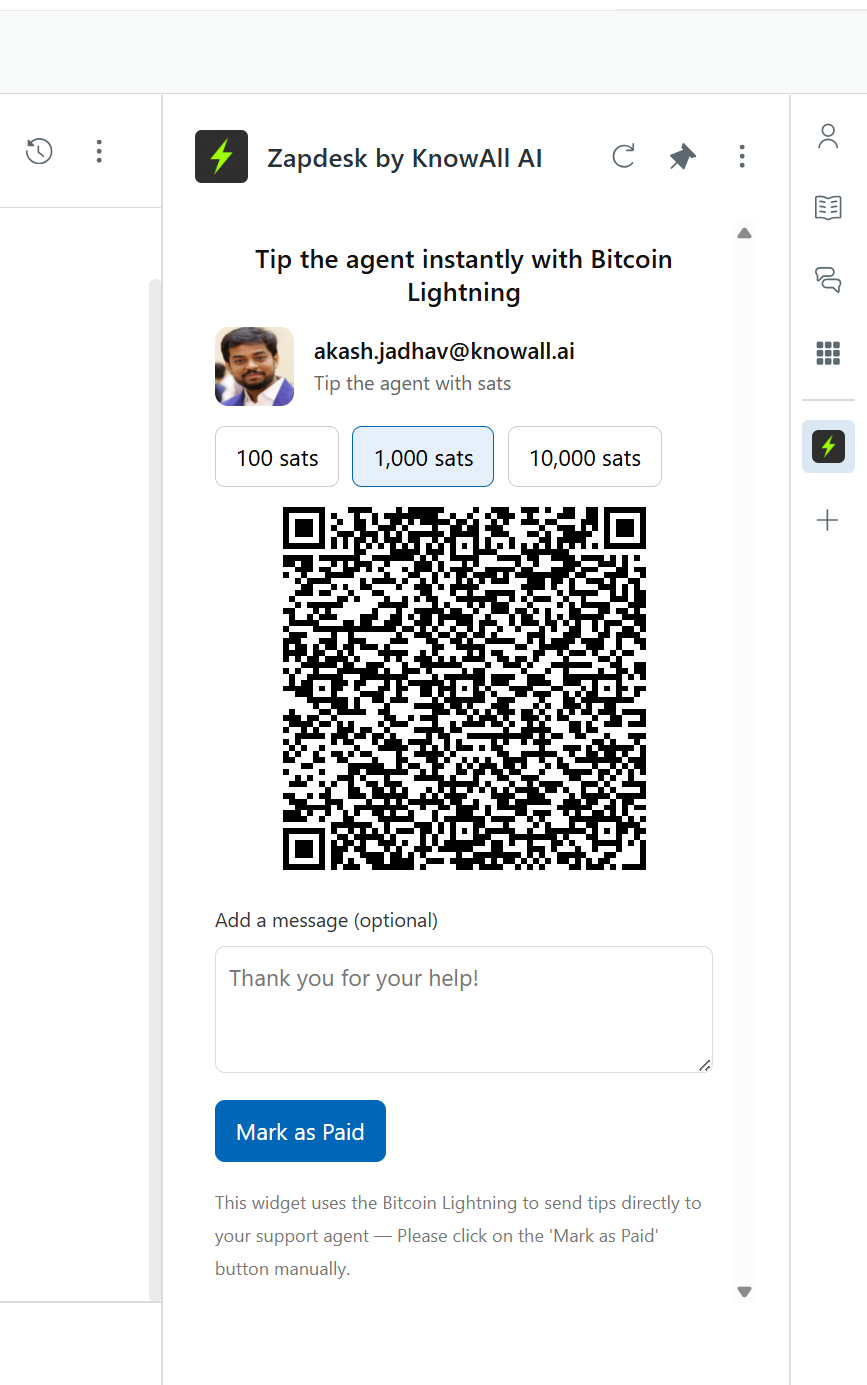 Zapdesk by KnowAll AI
Tip the agent instantly with Bitcoin
Lightning
akash.jadhav@knowall.ai
Tip the agent with sats
100 sats
1,000 sats
10,000 sats
Add a message (optional)
Thank you for your help!
Mark as Paid
This widget uses the Bitcoin Lightning to send tips directly to
your support agent — Please click on the 'Mark as Paid'
button manually.